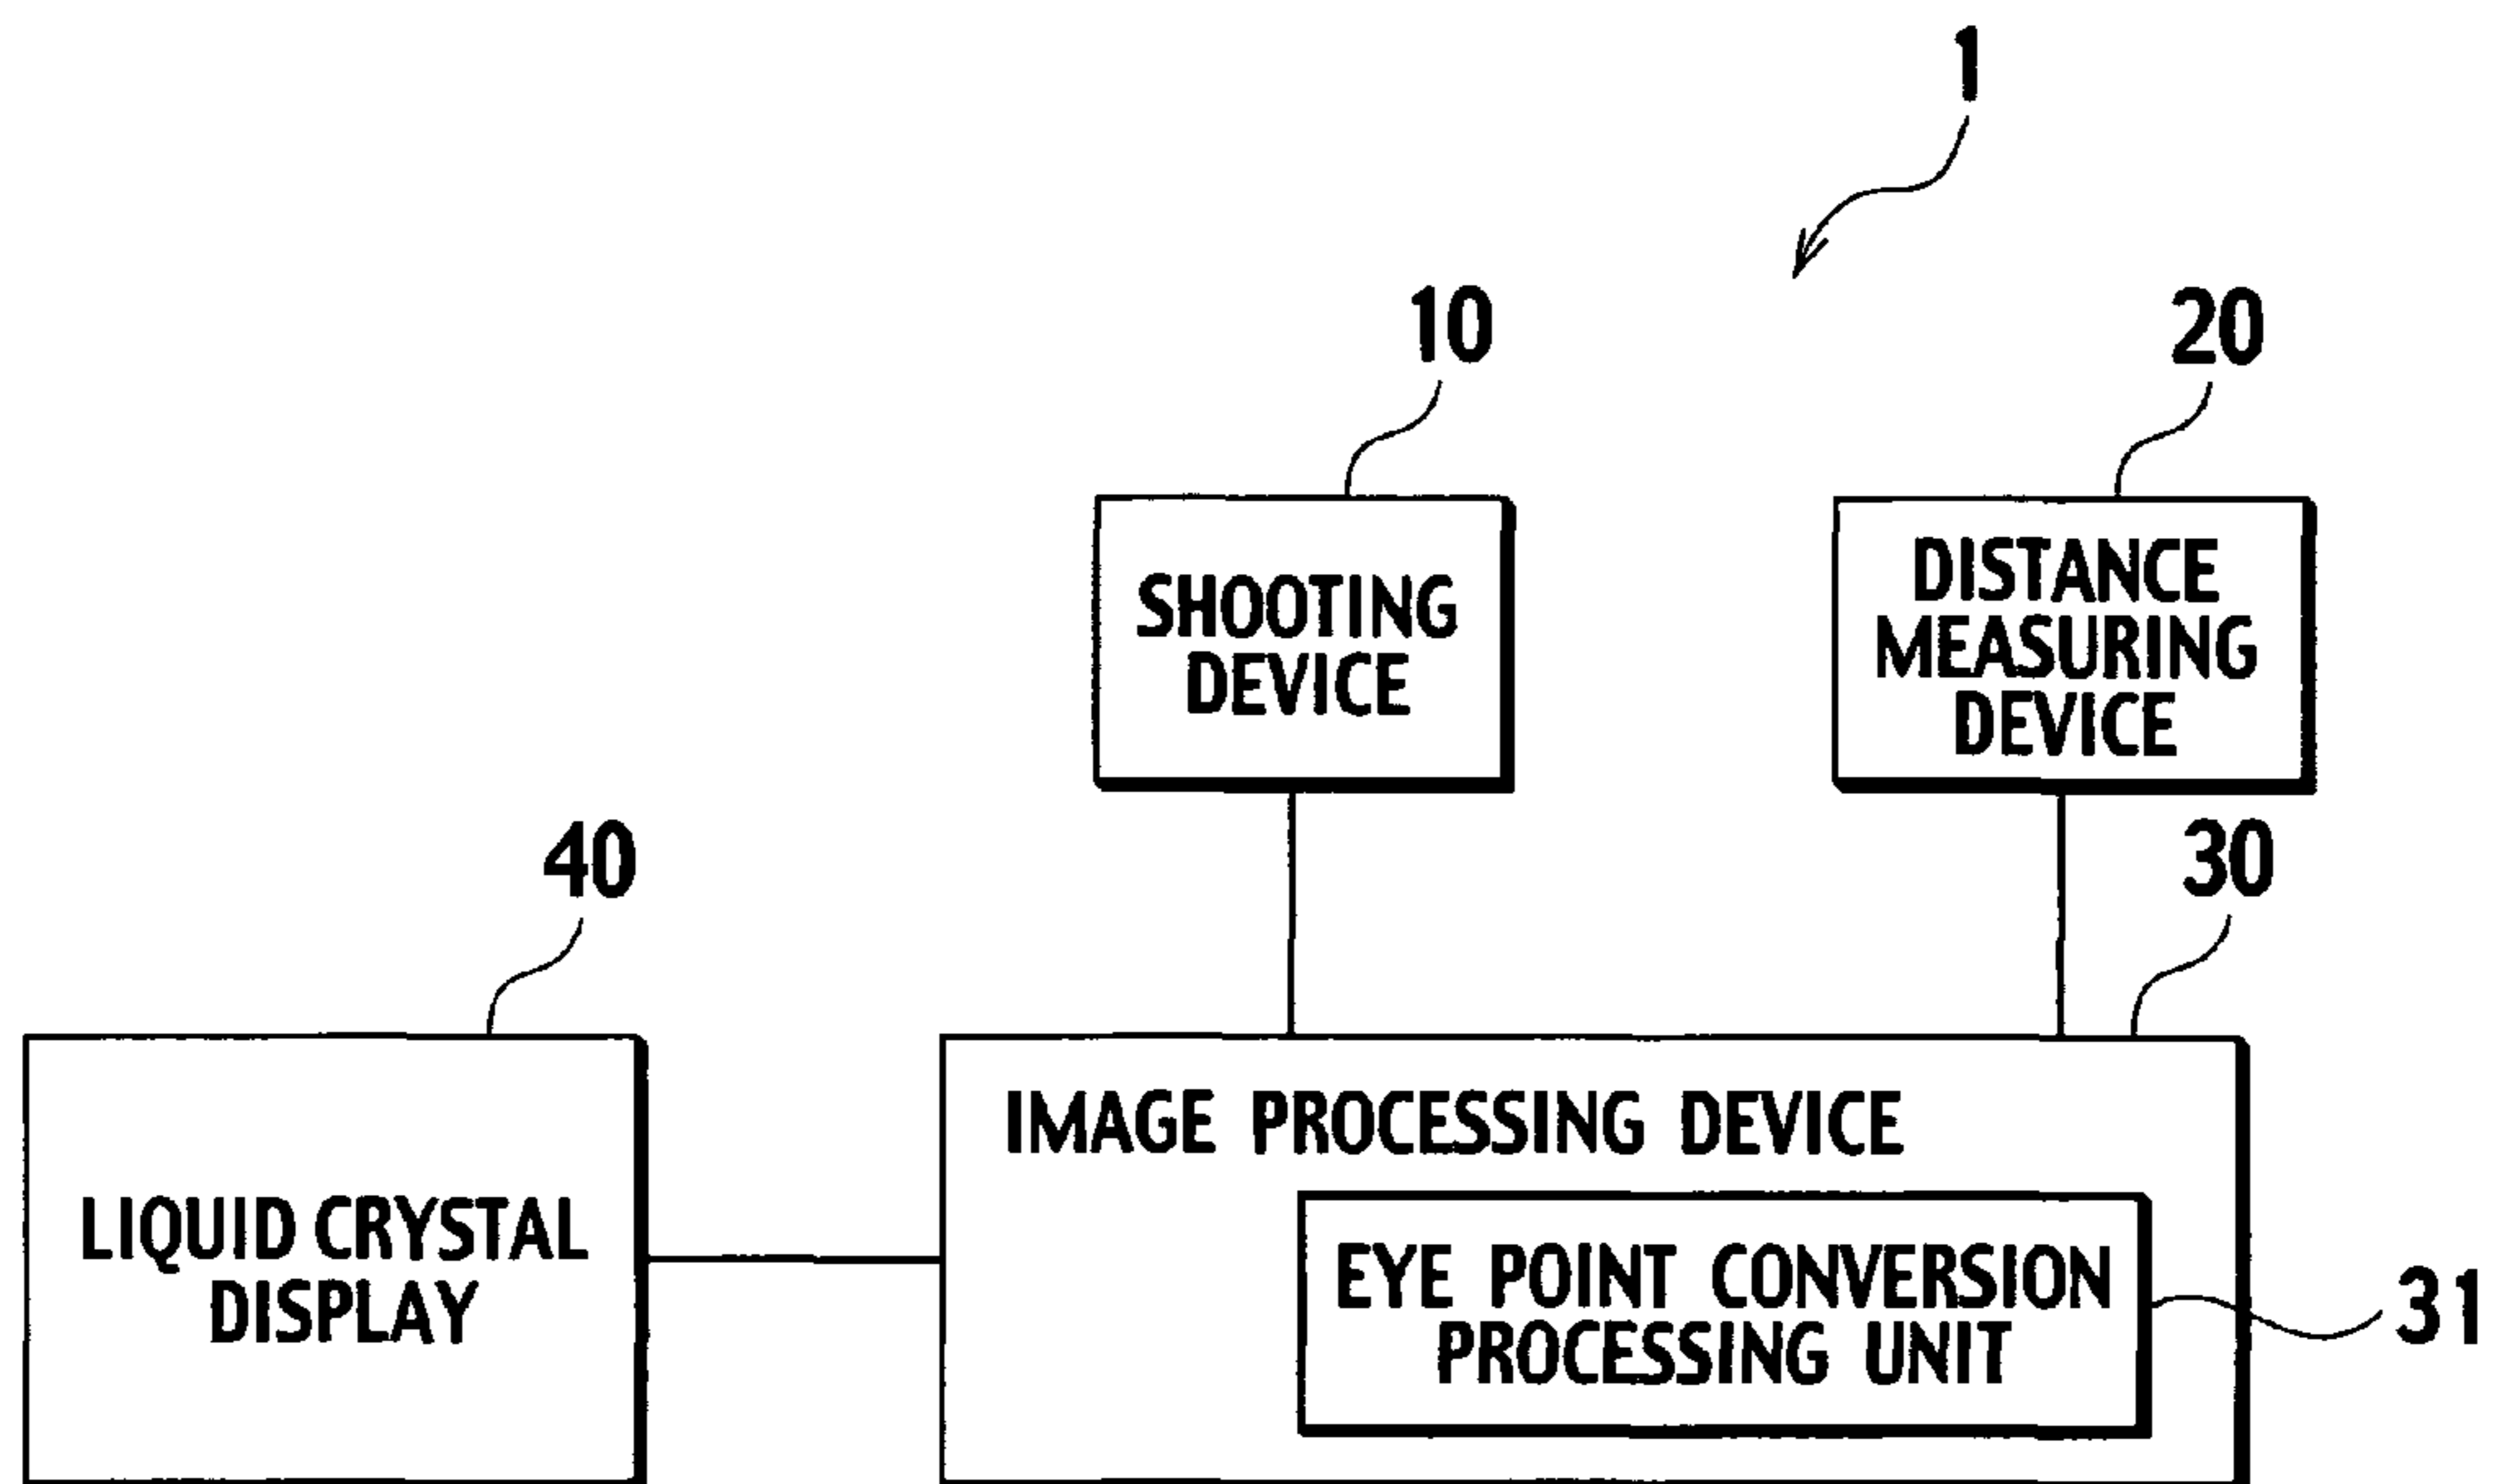 1
10
20
SHOOTING
DEVICE
DISTANCE
MEASURING
DEVICE
40
30
LIQUID CRYSTAL
DISPLAY
IMAGE PROCESSING DEVICE
EYE POINT CONVERSION
PROCESSING UNIT
31